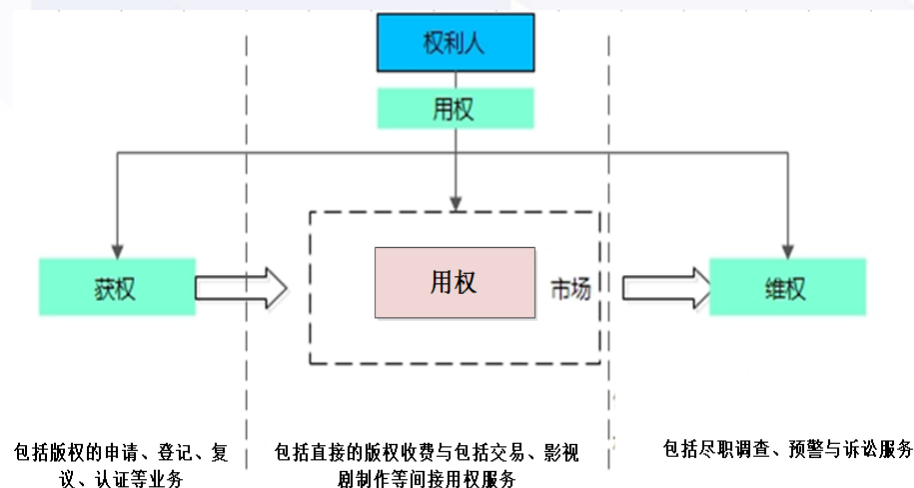 权利人
用权
获权
用权
市场
维权
包括版权的申请、登记、复
议、认证等业务
包括直接的版权收费与包括交易、影视
剧制作等间接用权服务
包括尽职调查、预警与诉讼服务